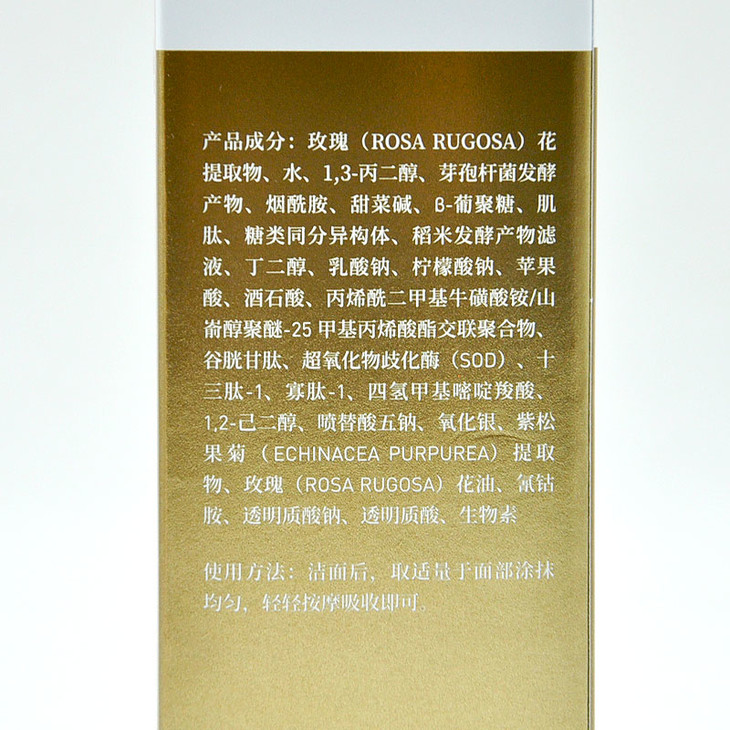 产品成分：玫瑰（ROSA RUGOSA）花
提取物、水、1,3-丙二醇、芽孢杆菌发酵
产物、烟酰胺、甜菜碱、β-葡聚糖、肌
肽、糖类同分异构体、稻米发酵产物滤
液、丁二醇、乳酸钠、柠檬酸钠、苹果
酸、酒石酸、丙烯酰二甲基牛磺酸铵/山
嵛醇聚醚-25 甲基丙烯酸酯交联聚合物、
谷胱甘肽、超氧化物歧化酶（SOD）、十
三肽-1、寡肽-1、四氢甲基嘧啶羧酸、
1,2-己二醇、喷替酸五钠、氧化银、紫松
果菊（ECHINACEA PURPUREA）提取
物、玫瑰（ROSA RUGOSA）花油、氰钴
胺、透明质酸钠、透明质酸、生物素
使用方法：洁面后，取适量于面部涂抹
均匀，轻轻按摩吸收即可。